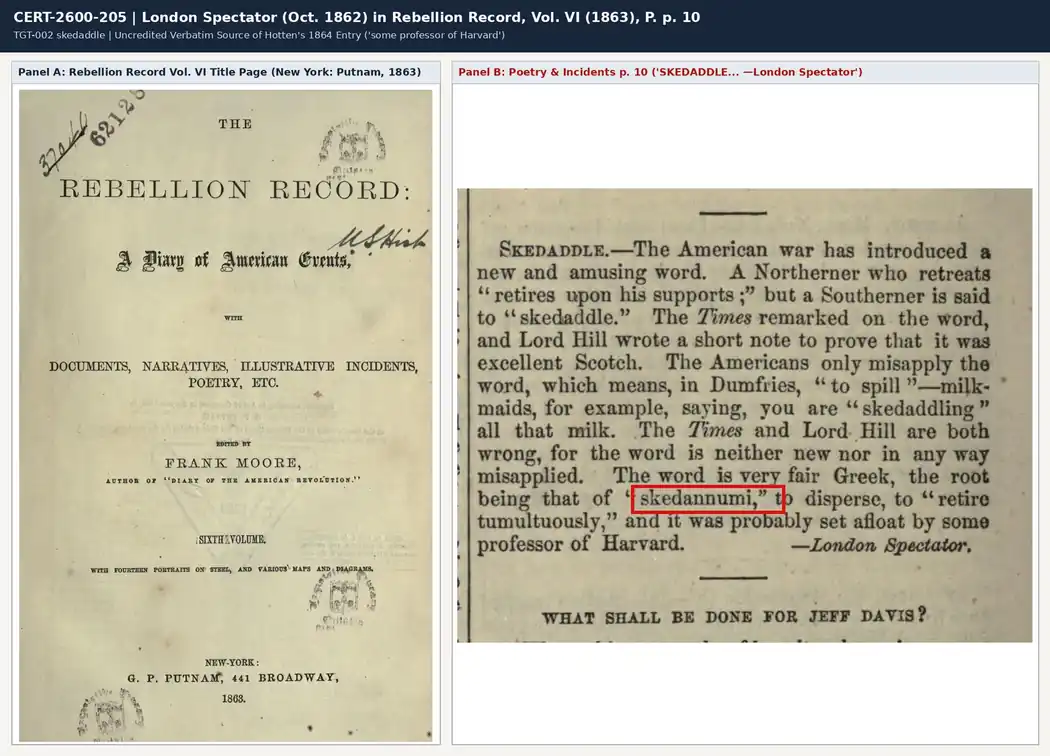 CERT-2600-205 | London Spectator (Oct. 1862) in Rebellion Record, Vol. VI (1863), P. p. 10
TGT-002 skedaddle | Uncredited Verbatim Source of Hotten's 1864 Entry ('some professor of Harvard')
Panel A: Rebellion Record Vol. VI Title Page (New York: Putnam, 1863)
62128
THE
REBELLION RECORD:
A Diary of American Events,
WITH
DOCUMENTS, NARRATIVES, ILLUSTRATIVE INCIDENTS,
POETRY, ETC.
EDITED BY
FRANK MOORE,
AUTHOR OF "DIARY OF THE AMERICAN REVOLUTION."
SIXTH VOLUME.
WITH FOURTEEN PORTRAITS ON STEEL, AND VARIOUS MAPS AND DIAGRAMS.
NEW-YORK:
G. P. PUTNAM, 441 BROADWAY,
1863.
Panel B: Poetry & Incidents p. 10 ('SKEDADDLE... —London Spectator')
SKEDADDLE.—The American war has introduced a
new and amusing word. A Northerner who retreats
"retires upon his supports;" but a Southerner is said
to "skedaddle." The Times remarked on the word,
and Lord Hill wrote a short note to prove that it was
excellent Scotch. The Americans only misapply the
word, which means, in Dumfries, "to spill"—milk-
maids, for example, saying, you are "skedaddling"
all that milk. The Times and Lord Hill are both
wrong, for the word is neither new nor in any way
misapplied. The word is very fair Greek, the root
being that of "skedannumi," to disperse, to "retire
tumultuously," and it was probably set afloat by some
professor of Harvard. —London Spectator.
WHAT SHALL BE DONE FOR JEFF DAVIS?